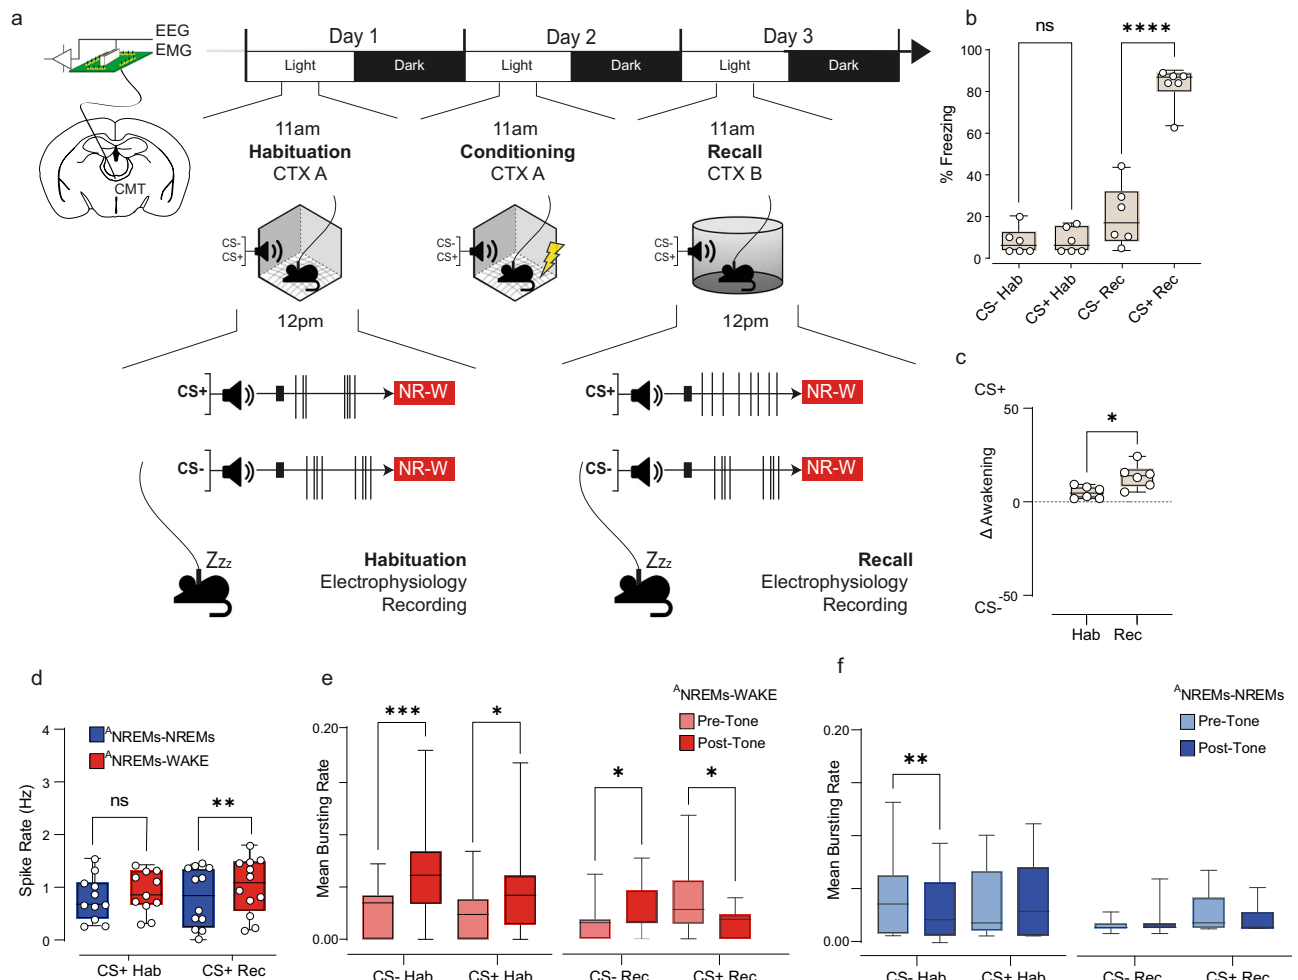 a
EEG
EMG
CMT
Day 1
Day 2
Day 3
Light
Dark
Light
Dark
Light
Dark
11am
Habituation
CTX A
11am
Conditioning
CTX A
11am
Recall
CTX B
CS-
CS+
CS-
CS+
CS-
CS+
12pm
12pm
CS+
NR-W
CS-
NR-W
CS+
NR-W
CS-
NR-W
Zzz
Habituation
Electrophysiology
Recording
Zzz
Recall
Electrophysiology
Recording
b
ns
****
% Freezing
100
80
60
40
20
0
CS- Hab
CS+ Hab
CS- Rec
CS+ Rec
c
CS+
50
*
Δ Awakening
0
-50
CS-
Hab
Rec
d
Spike Rate (Hz)
4
3
2
1
0
ANREMs-NREMs
ANREMs-WAKE
ns
**
CS+ Hab
CS+ Rec
e
Mean Bursting Rate
0.20
0.00
ANREMs-WAKE
Pre-Tone
Post-Tone
***
*
*
*
CS- Hab
CS+ Hab
CS- Rec
CS+ Rec
f
Mean Bursting Rate
0.20
0.00
ANREMs-NREMs
Pre-Tone
Post-Tone
**
CS- Hab
CS+ Hab
CS- Rec
CS+ Rec